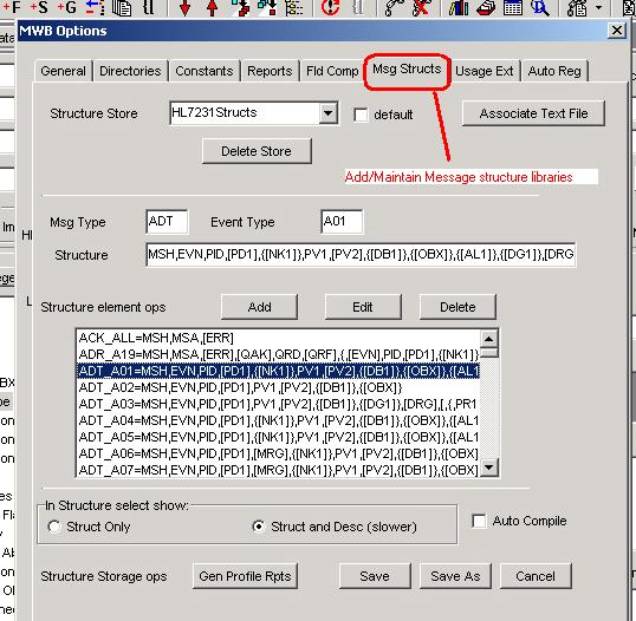 +F +S +G
MWB Options
General Directories Constants Reports Fld Comp Msg Structs Usage Ext Auto Reg
Structure Store HL7231Structs default Associate Text File
Delete Store
Add/Maintain Message structure libraries
Msg Type ADT Event Type A01
Structure MSH,EVN,PID,[PD1],{[NK1]},PV1,[PV2],{[DB1]},{[OBX]},{[AL1]},{[DG1]},[DRG
Structure element ops Add Edit Delete
ACK_ALL=MSH,MSA,[ERR]
ADR_A19=MSH,MSA,[ERR],[QAK],QRD,[QRF],{,[EVN],PID,[PD1],{[NK1]}
ADT_A01=MSH,EVN,PID,[PD1],{[NK1]},PV1,[PV2],{[DB1]},{[OBX]},{[AL1
ADT_A02=MSH,EVN,PID,[PD1],PV1,[PV2],{[DB1]},{[OBX]}
ADT_A03=MSH,EVN,PID,[PD1],PV1,[PV2],{[DB1]},{[DG1]},[DRG],[,{,PR1
ADT_A04=MSH,EVN,PID,[PD1],{[NK1]},PV1,[PV2],{[DB1]},{[OBX]},{[AL1
ADT_A05=MSH,EVN,PID,[PD1],{[NK1]},PV1,[PV2],{[DB1]},{[OBX]},{[AL1
ADT_A06=MSH,EVN,PID,[PD1],[MRG],{[NK1]},PV1,[PV2],{[DB1]},{[OBX]
ADT_A07=MSH,EVN,PID,[PD1],[MRG],{[NK1]},PV1,[PV2],{[DB1]},{[OBX]
In Structure select show:
Struct Only Struct and Desc (slower) Auto Compile
Structure Storage ops Gen Profile Rpts Save Save As Cancel